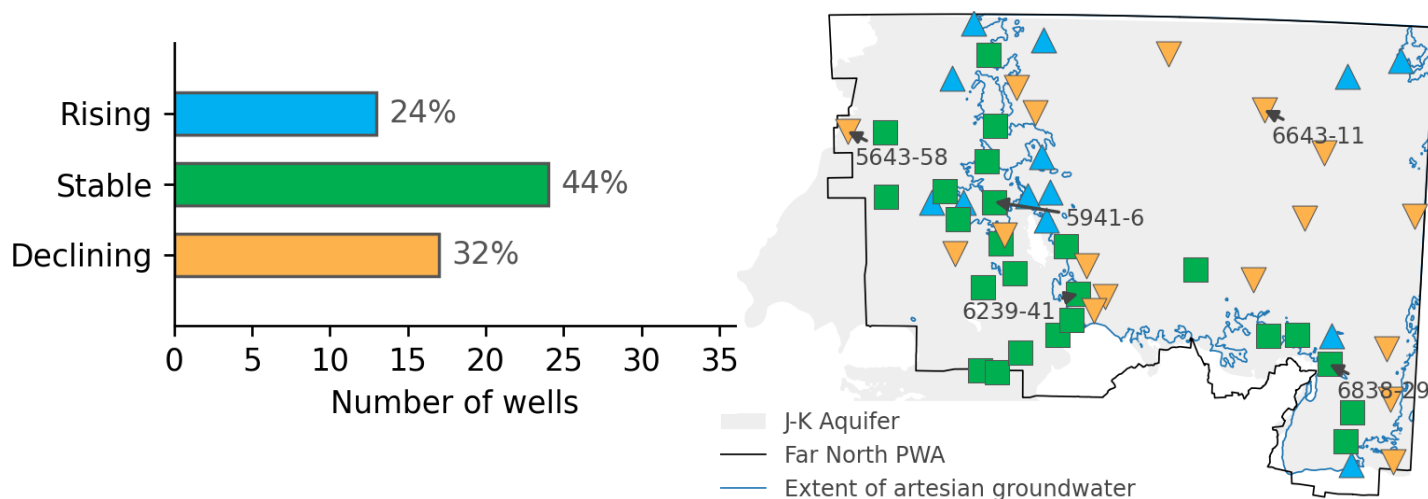 Rising
24%
Stable
44%
Declining
32%
0 5 10 15 20 25 30 35
Number of wells
5643-58
6643-11
5941-6
6239-41
6838-29
J-K Aquifer
Far North PWA
Extent of artesian groundwater